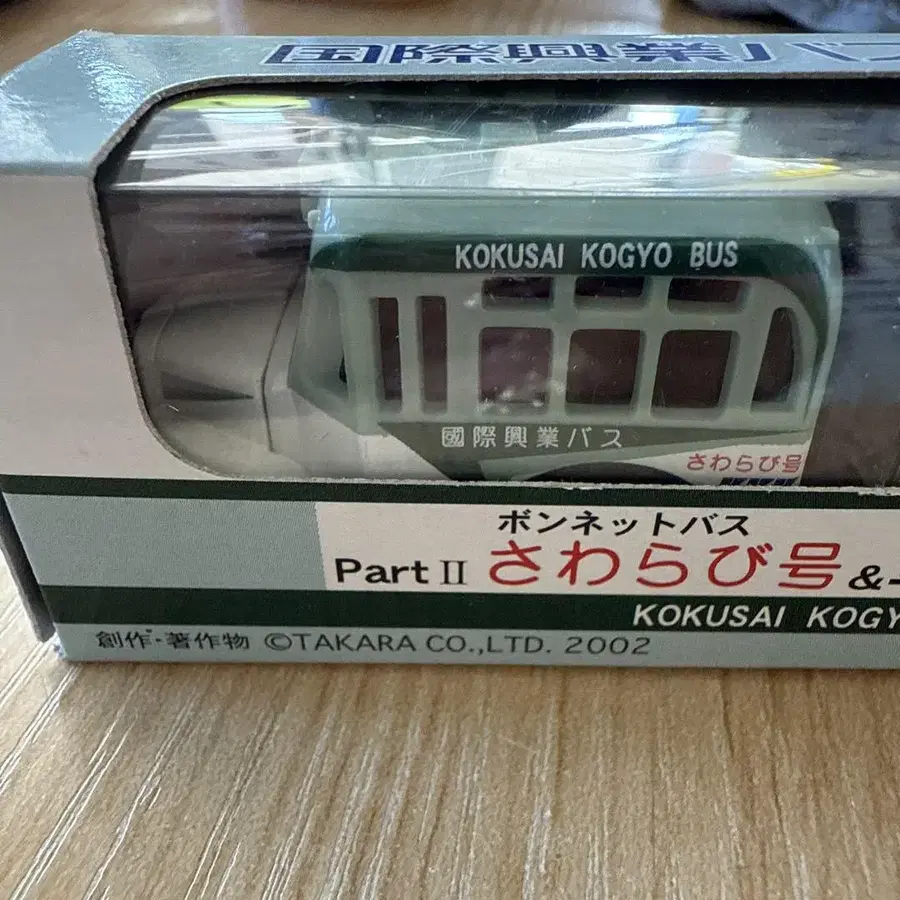 国際興業バス
KOKUSAI KOGYO BUS
國際興業バス
さわらび号
ボンネットバス
Part II さわらび号 &
KOKUSAI KOGY
創作・著作物 ©TAKARA CO.,LTD. 2002